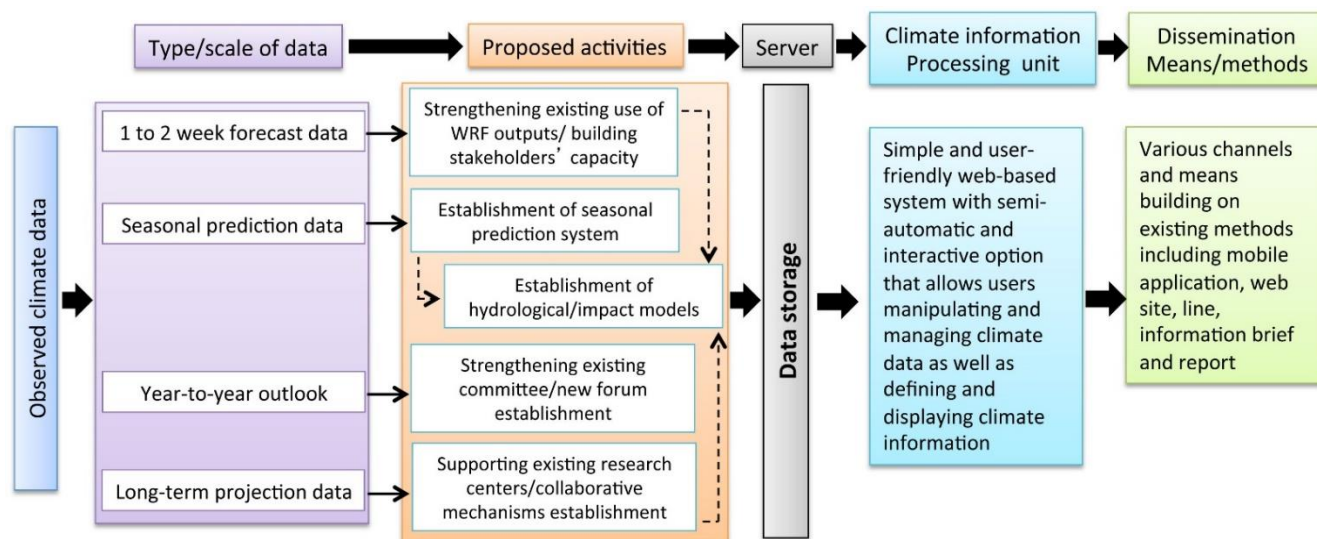 Type/scale of data
Proposed activities
Server
Climate information
Processing unit
Dissemination
Means/methods
Observed climate data
1 to 2 week forecast data
Seasonal prediction data
Year-to-year outlook
Long-term projection data
Strengthening existing use of
WRF outputs/ building
stakeholders’ capacity
Establishment of seasonal
prediction system
Establishment of
hydrological/impact models
Strengthening existing
committee/new forum
establishment
Supporting existing research
centers/collaborative
mechanisms establishment
Data storage
Simple and user-
friendly web-based
system with semi-
automatic and
interactive option
that allows users
manipulating and
managing climate
data as well as
defining and
displaying climate
information
Various channels
and means
building on
existing methods
including mobile
application, web
site, line,
information brief
and report